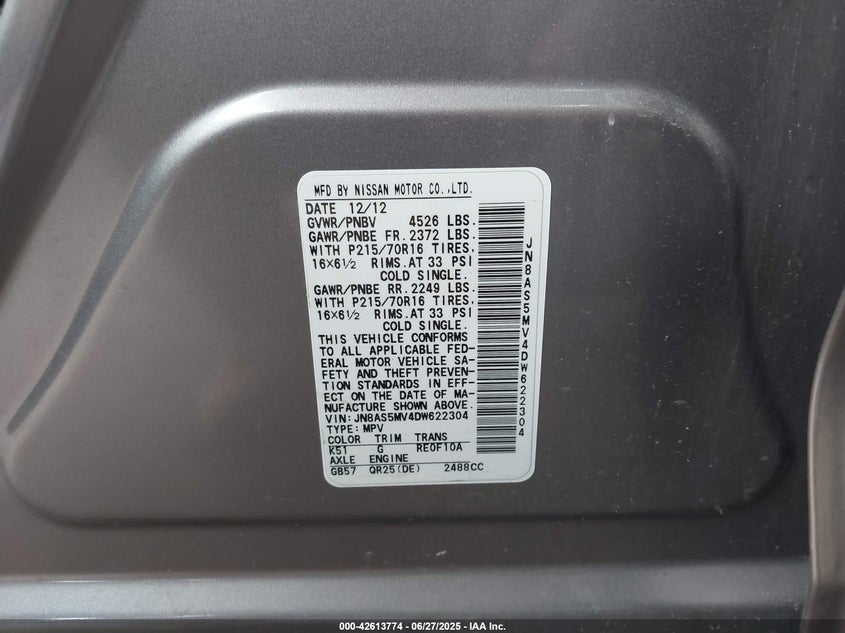 MFD BY NISSAN MOTOR CO.,LTD.
DATE 12/12
GVWR/PNBV 4526 LBS.
GAWR/PNBE FR. 2372 LBS.
WITH P215/70R16 TIRES,
16×6½ RIMS. AT 33 PSI
COLD SINGLE.
GAWR/PNBE RR. 2249 LBS.
WITH P215/70R16 TIRES,
16×6½ RIMS. AT 33 PSI
COLD SINGLE.
THIS VEHICLE CONFORMS
TO ALL APPLICABLE FED-
ERAL MOTOR VEHICLE SA-
FETY AND THEFT PREVEN-
TION STANDARDS IN EFF-
ECT ON THE DATE OF MA-
NUFACTURE SHOWN ABOVE.
VIN: JN8AS5MV4DW622304
TYPE: MPV
COLOR TRIM TRANS
K51 G RE0F10A
AXLE ENGINE
GB57 QR25(DE) 2488CC
JN8AS5MV4DW622304
000-42613774 - 06/27/2025 - IAA Inc.